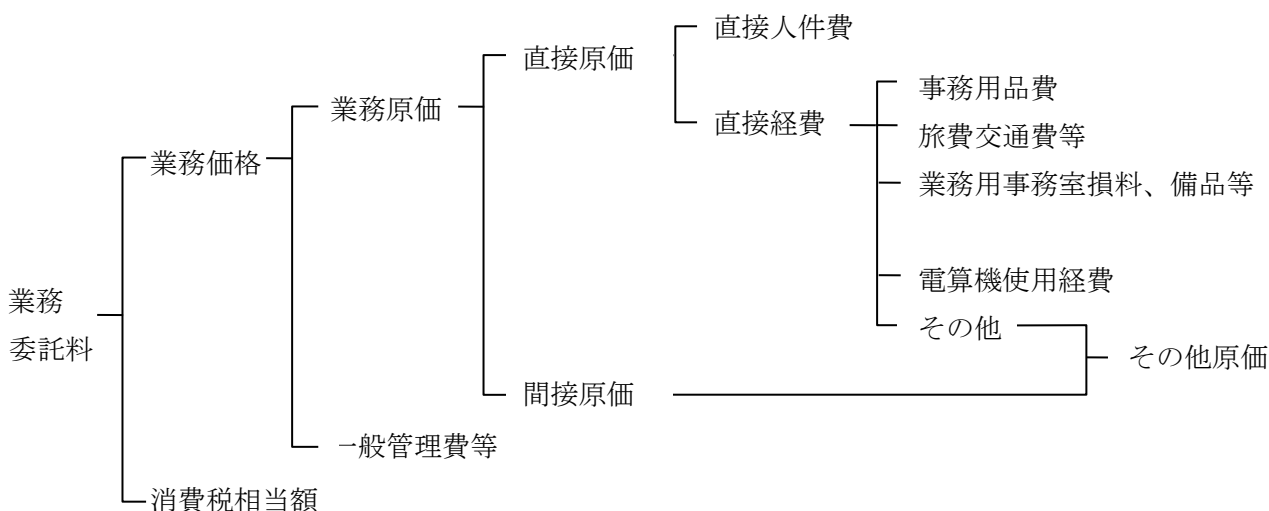 業務
委託料
業務価格
消費税相当額
業務原価
一般管理費等
直接原価
間接原価
直接人件費
直接経費
事務用品費
旅費交通費等
業務用事務室損料、備品等
電算機使用経費
その他
その他原価